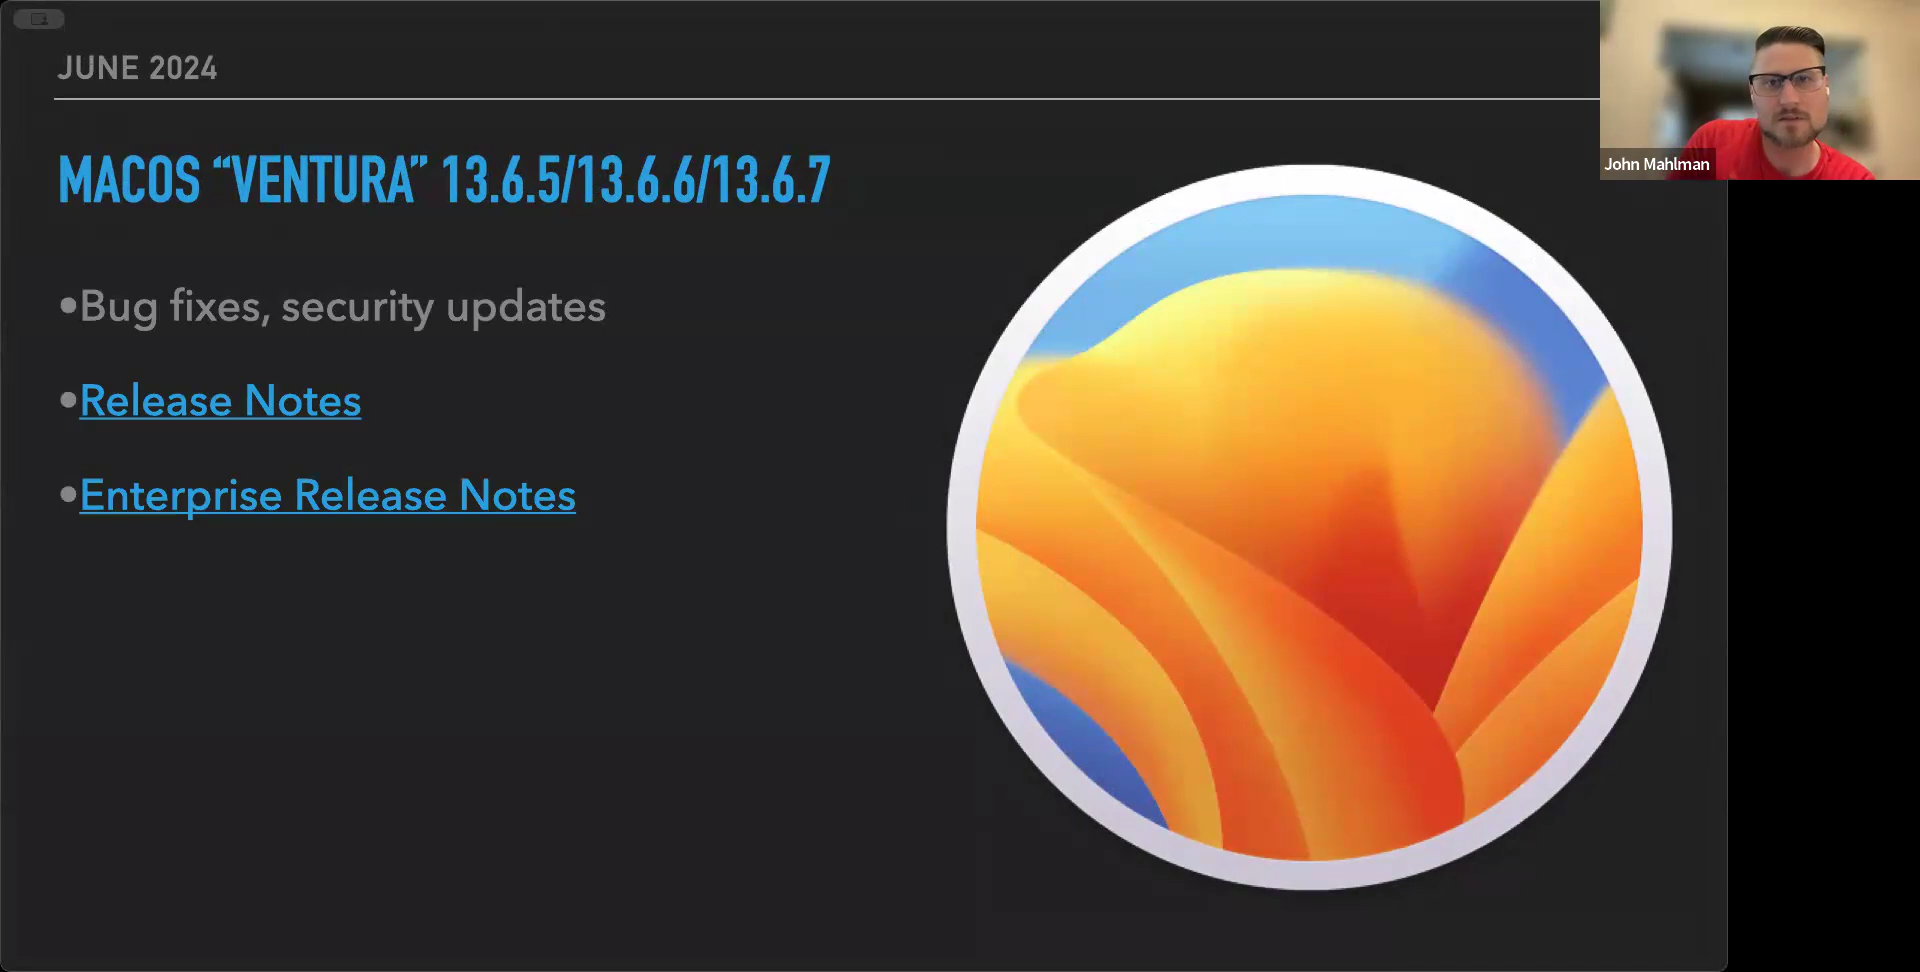 JUNE 2024
John Mahlman
MACOS “VENTURA” 13.6.5/13.6.6/13.6.7
•Bug fixes, security updates
•Release Notes
•Enterprise Release Notes